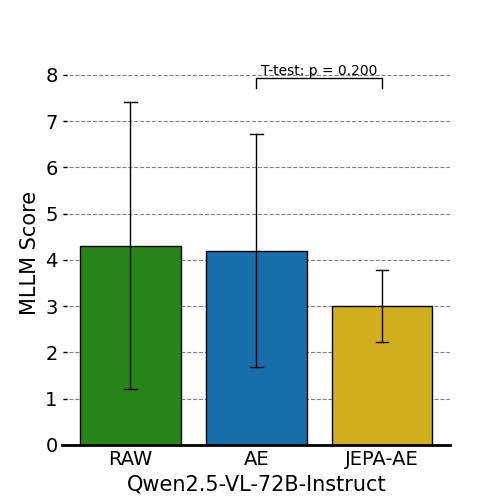 T-test: p = 0.200
8
7
6
5
4
3
2
1
0
MLLM Score
RAW AE JEPA-AE
Qwen2.5-VL-72B-Instruct